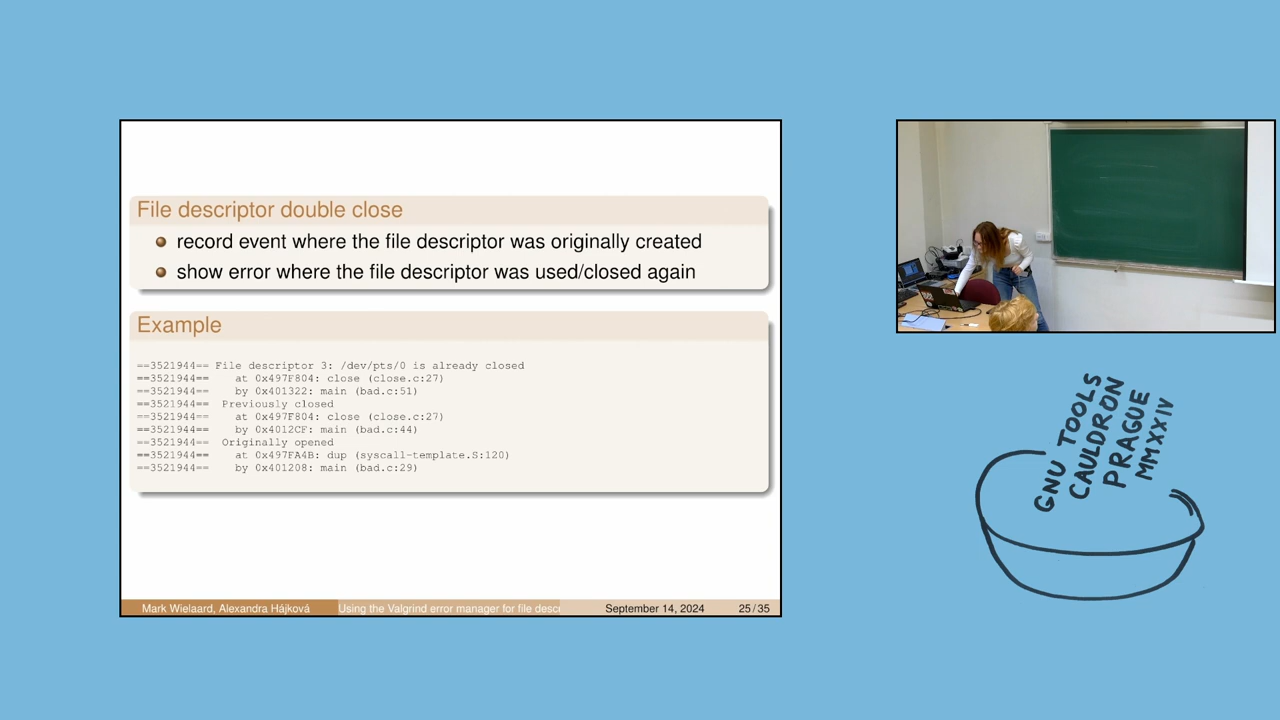 File descriptor double close
record event where the file descriptor was originally created
show error where the file descriptor was used/closed again
Example
==3521944== File descriptor 3: /dev/pts/0 is already closed
==3521944==    at 0x497F804: close (close.c:27)
==3521944==    by 0x401322: main (bad.c:51)
==3521944==  Previously closed
==3521944==    at 0x497F804: close (close.c:27)
==3521944==    by 0x4012CF: main (bad.c:44)
==3521944==  Originally opened
==3521944==    at 0x497FA4B: dup (syscall-template.S:120)
==3521944==    by 0x401208: main (bad.c:29)
Mark Wielaard, Alexandra Hájková
Using the Valgrind error manager for file descr
September 14, 2024
25 / 35
GNU TOOLS
CAULDRON
PRAGUE
MMXXIV